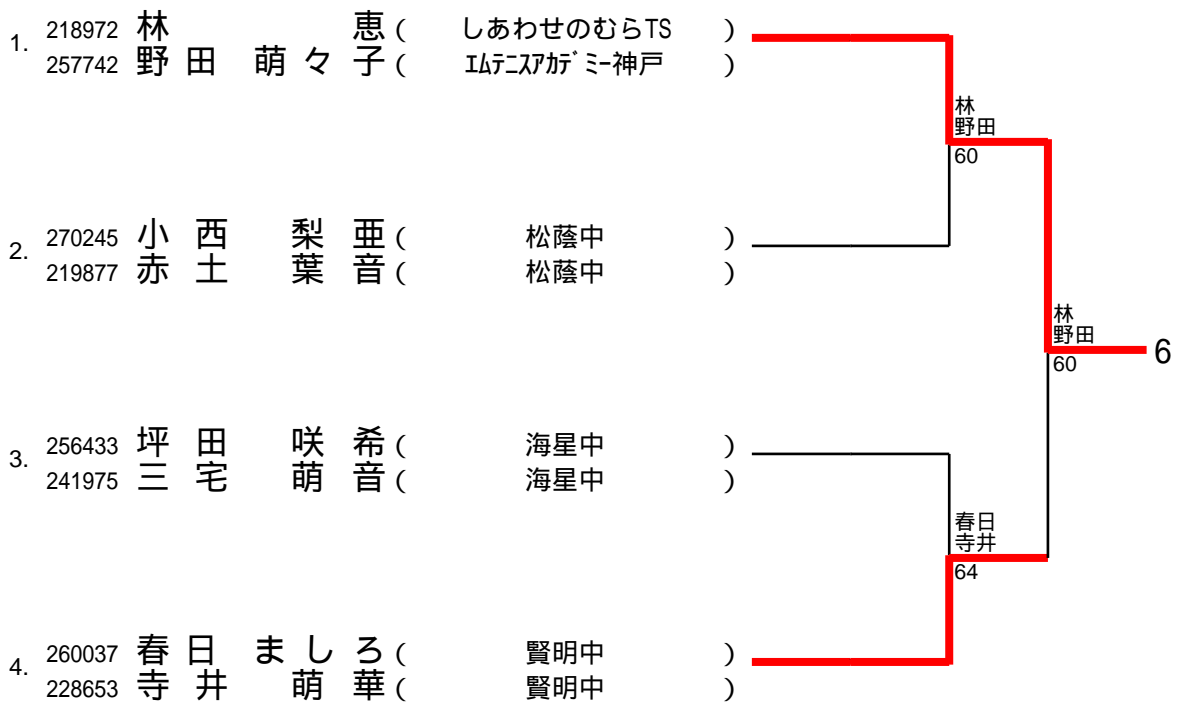 1. 218972 林 恵 ( しあわせのむらTS )
257742 野田 萌々子 ( エムテニスアカデミー神戸 )
林
野田
60
2. 270245 小西 梨亜 ( 松蔭中 )
219877 赤土 葉音 ( 松蔭中 )
林
野田
60
6
3. 256433 坪田 咲希 ( 海星中 )
241975 三宅 萌音 ( 海星中 )
春日
寺井
64
4. 260037 春日 ましろ ( 賢明中 )
228653 寺井 萌華 ( 賢明中 )